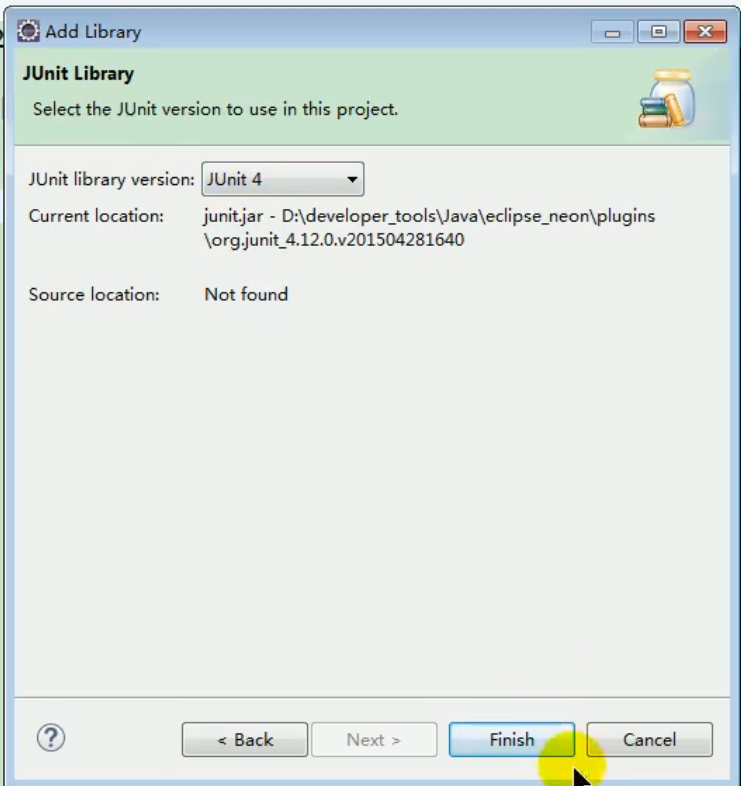 Add Library
JUnit Library
Select the JUnit version to use in this project.
JUnit library version: JUnit 4
Current location: junit.jar - D:\developer_tools\Java\eclipse_neon\plugins
\org.junit_4.12.0.v201504281640
Source location: Not found
? < Back Next > Finish Cancel